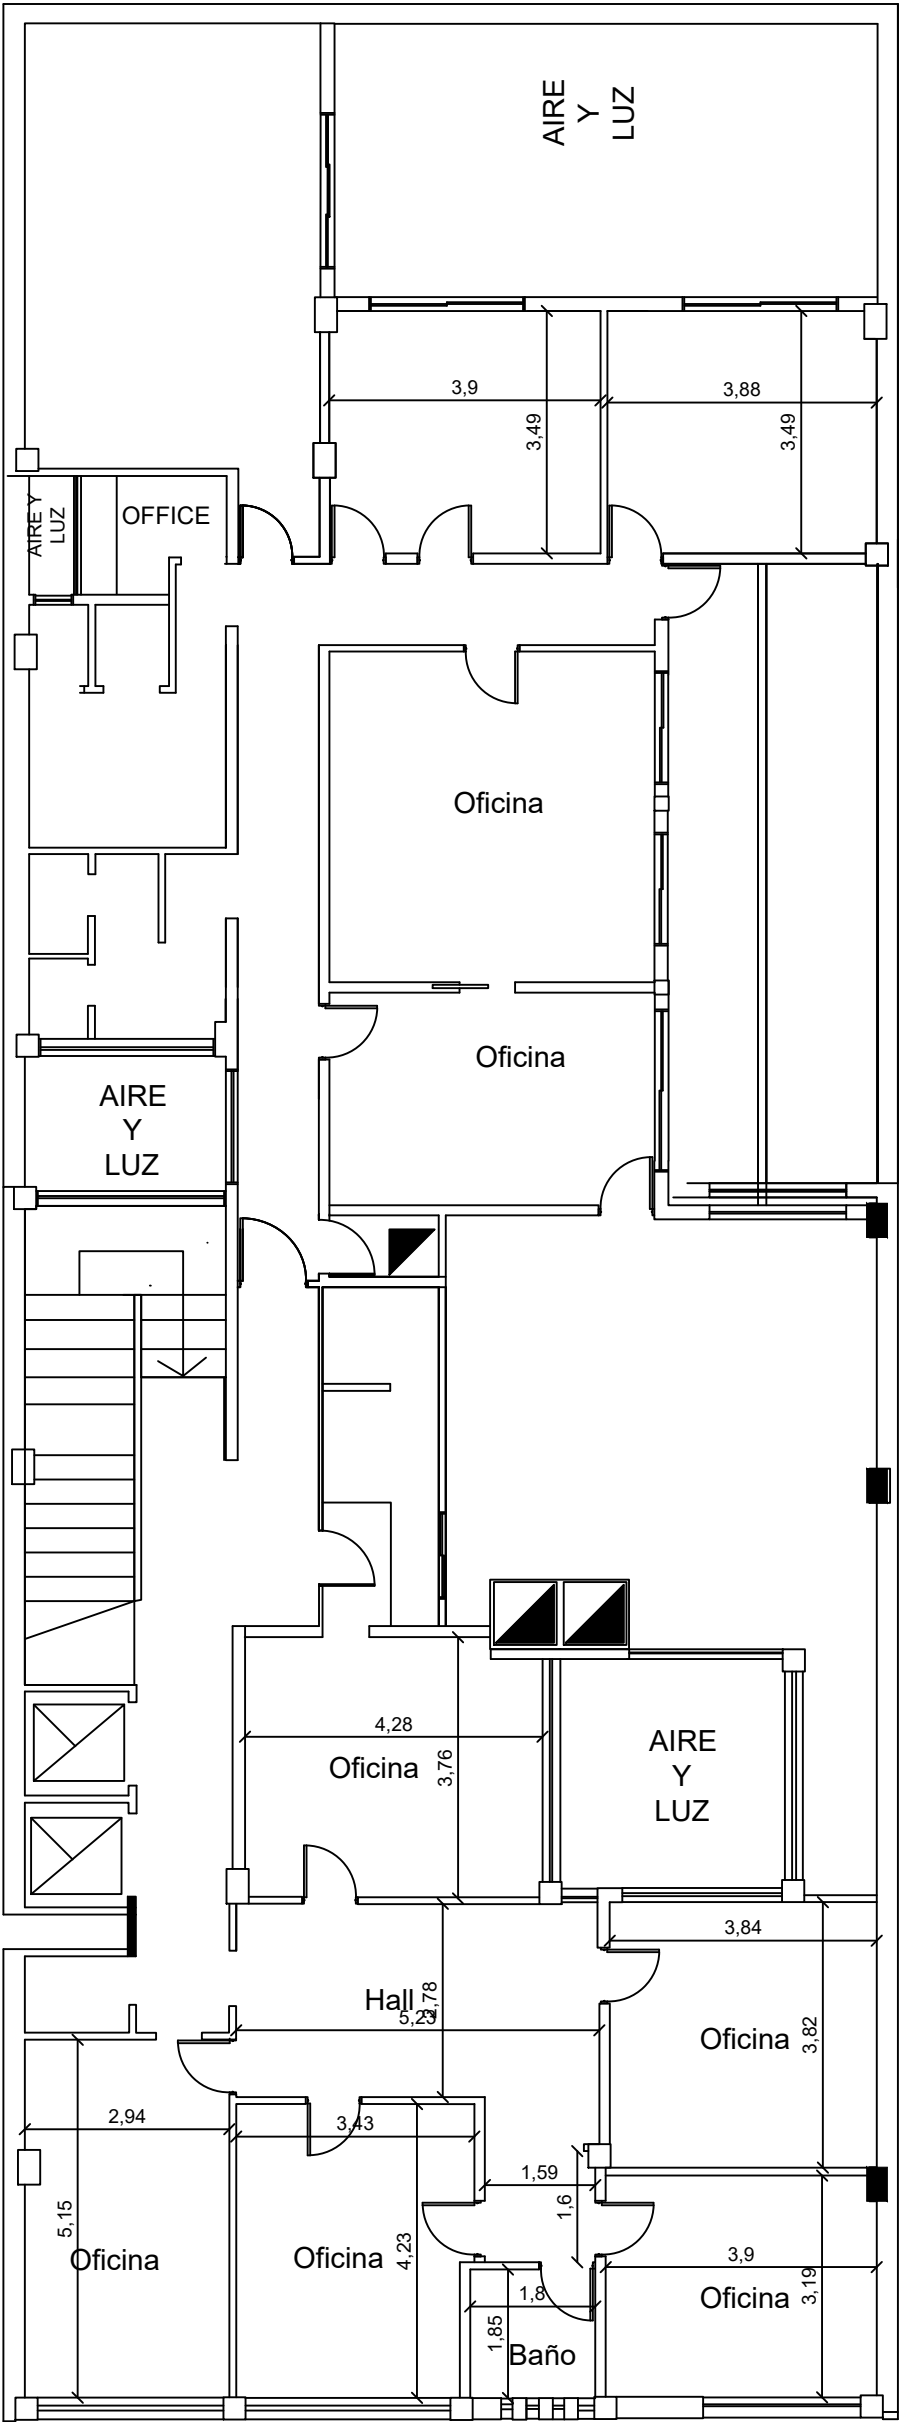 AIRE
Y
LUZ
3,9
3,88
3,49
3,49
AIRE Y
LUZ
OFFICE
Oficina
Oficina
AIRE
Y
LUZ
4,28
Oficina
3,76
AIRE
Y
LUZ
3,84
Hall
5,23
Oficina
3,82
2,94
3,43
1,59
1,6
5,15
Oficina
Oficina
4,23
3,9
Oficina
3,19
1,8
1,85
Baño